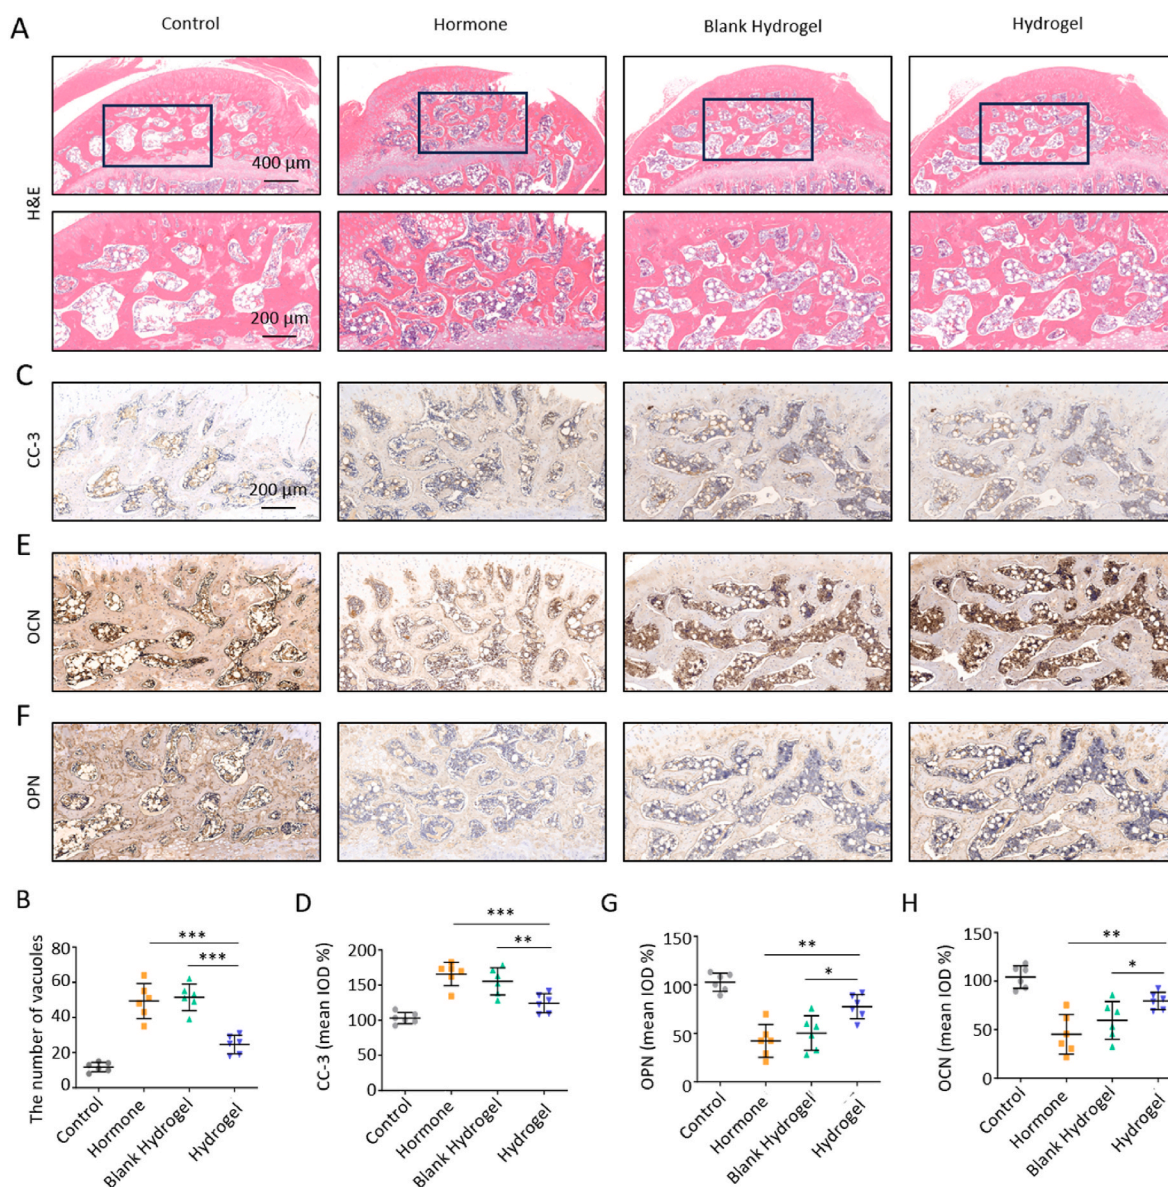 A
Control
Hormone
Blank Hydrogel
Hydrogel
H&E
400 µm
200 µm
C
CC-3
200 µm
E
OCN
F
OPN
B
The number of vacuoles
80
60
40
20
0
***
***
Control
Hormone
Blank Hydrogel
Hydrogel
D
CC-3 (mean IOD %)
200
150
100
50
0
***
**
Control
Hormone
Blank Hydrogel
Hydrogel
G
OPN (mean IOD %)
150
100
50
0
**
*
Control
Hormone
Blank Hydrogel
Hydrogel
H
OCN (mean IOD %)
150
100
50
0
**
*
Control
Hormone
Blank Hydrogel
Hydrogel